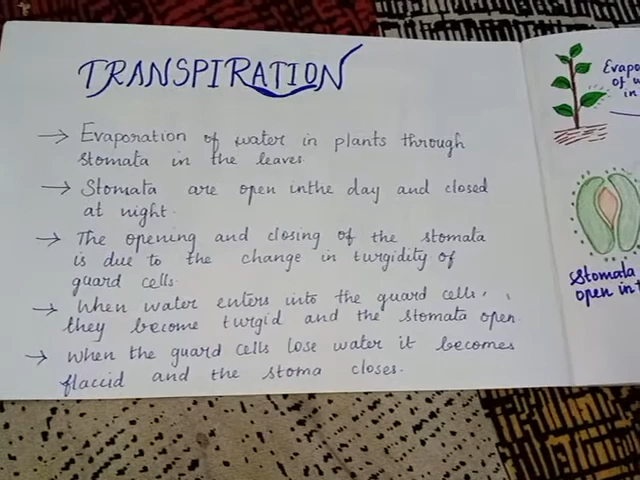 TRANSPIRATION
→ Evaporation of water in plants through
stomata in the leaves
→ Stomata are open inthe day and closed
at night.
→ The opening and closing of the stomata
is due to the change in turgidity of
guard cells.
→ When water enters into the guard cells,
they become turgid and the stomata open
→ When the guard cells lose water it becomes
flaccid and the stoma closes.
Evapo
of w
in
Stomata
open in t